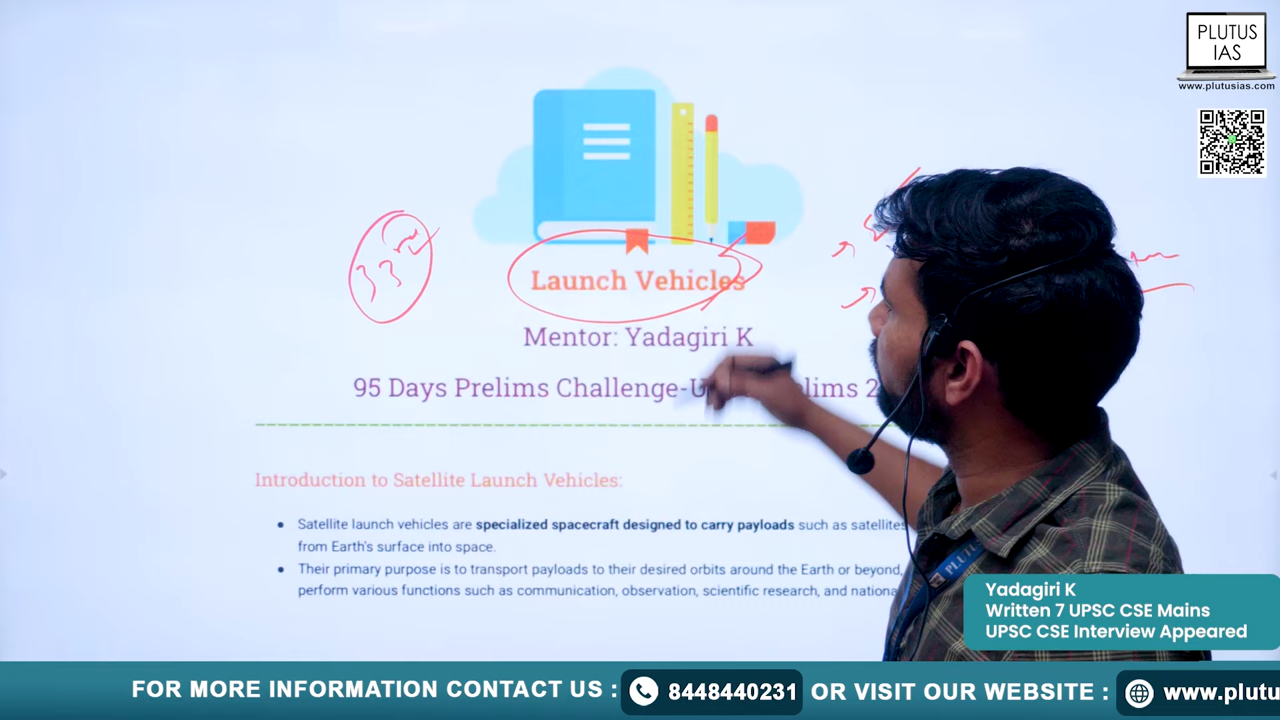 PLUTUS
IAS
www.plutusias.com
Launch Vehicles
Mentor: Yadagiri K
95 Days Prelims Challenge-U lims 2
Introduction to Satellite Launch Vehicles:
Satellite launch vehicles are specialized spacecraft designed to carry payloads such as satellites
from Earth's surface into space.
Their primary purpose is to transport payloads to their desired orbits around the Earth or beyond,
perform various functions such as communication, observation, scientific research, and nationa
PLUTUS
Yadagiri K
Written 7 UPSC CSE Mains
UPSC CSE Interview Appeared
FOR MORE INFORMATION CONTACT US : 8448440231 OR VISIT OUR WEBSITE : www.plutu